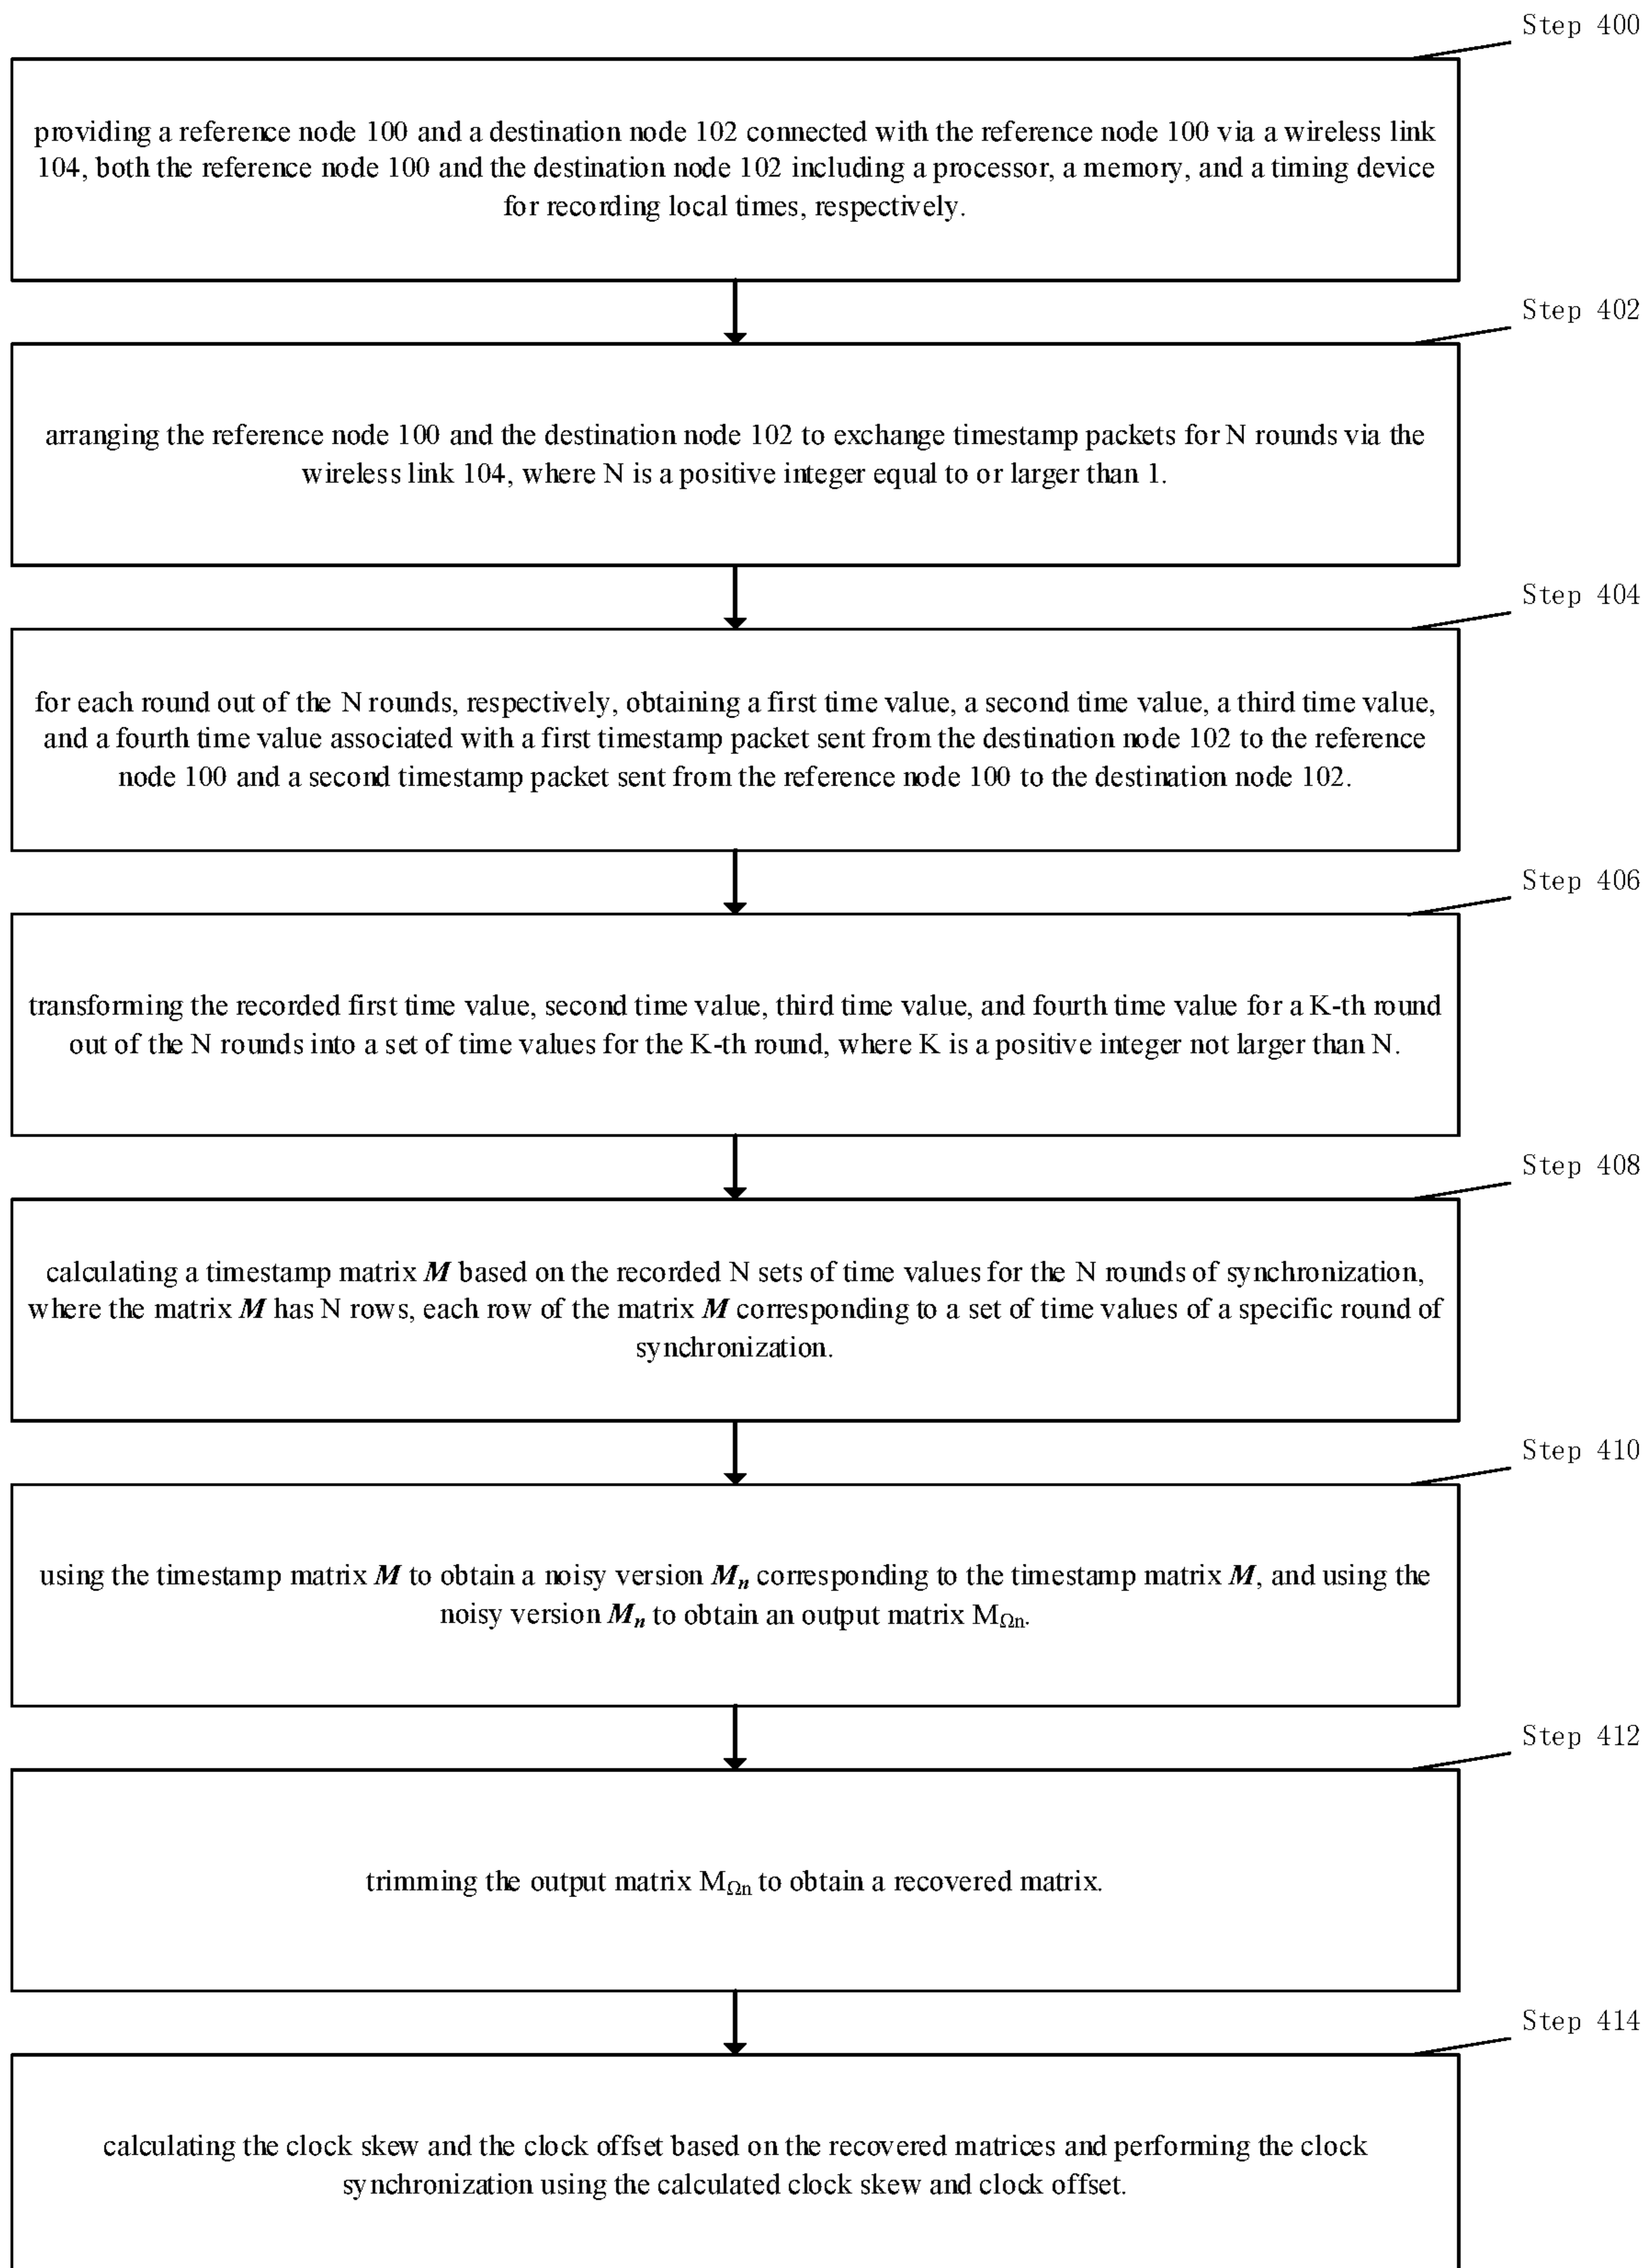 Step 400
providing a reference node 100 and a destination node 102 connected with the reference node 100 via a wireless link
104, both the reference node 100 and the destination node 102 including a processor, a memory, and a timing device
for recording local times, respectively.
Step 402
arranging the reference node 100 and the destination node 102 to exchange timestamp packets for N rounds via the
wireless link 104, where N is a positive integer equal to or larger than 1.
Step 404
for each round out of the N rounds, respectively, obtaining a first time value, a second time value, a third time value,
and a fourth time value associated with a first timestamp packet sent from the destination node 102 to the reference
node 100 and a second timestamp packet sent from the reference node 100 to the destination node 102.
Step 406
transforming the recorded first time value, second time value, third time value, and fourth time value for a K-th round
out of the N rounds into a set of time values for the K-th round, where K is a positive integer not larger than N.
Step 408
calculating a timestamp matrix M based on the recorded N sets of time values for the N rounds of synchronization,
where the matrix M has N rows, each row of the matrix M corresponding to a set of time values of a specific round of
synchronization.
Step 410
using the timestamp matrix M to obtain a noisy version Mn corresponding to the timestamp matrix M, and using the
noisy version Mn to obtain an output matrix MΩn.
Step 412
trimming the output matrix MΩn to obtain a recovered matrix.
Step 414
calculating the clock skew and the clock offset based on the recovered matrices and performing the clock
synchronization using the calculated clock skew and clock offset.